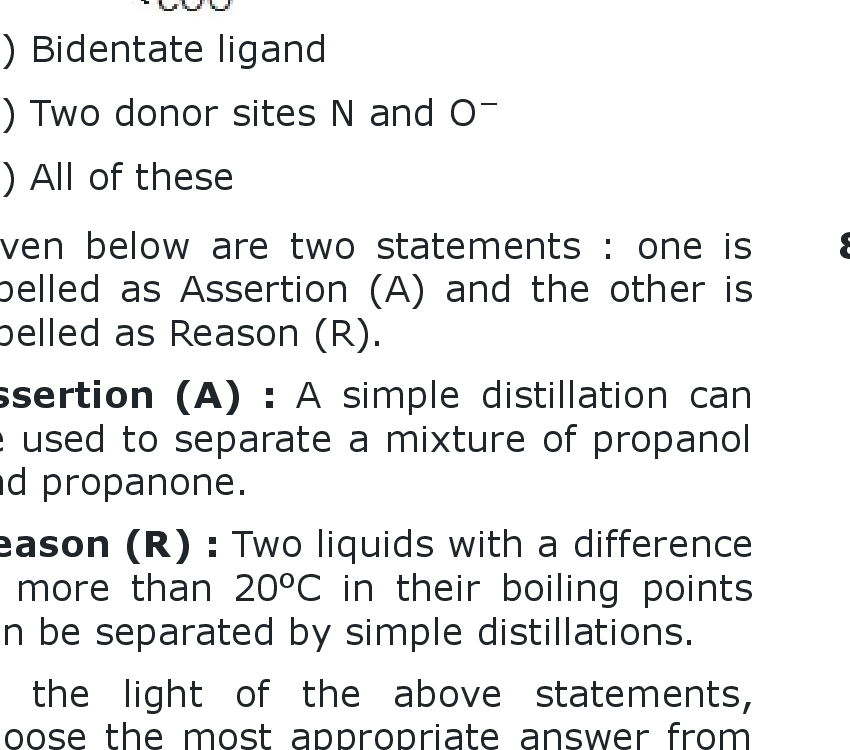 ) Bidentate ligand
) Two donor sites N and O⁻
) All of these
ven below are two statements : one is
belled as Assertion (A) and the other is
belled as Reason (R).
ssertion (A) : A simple distillation can
e used to separate a mixture of propanol
nd propanone.
eason (R) : Two liquids with a difference
more than 20ºC in their boiling points
n be separated by simple distillations.
the light of the above statements,
oose the most appropriate answer from